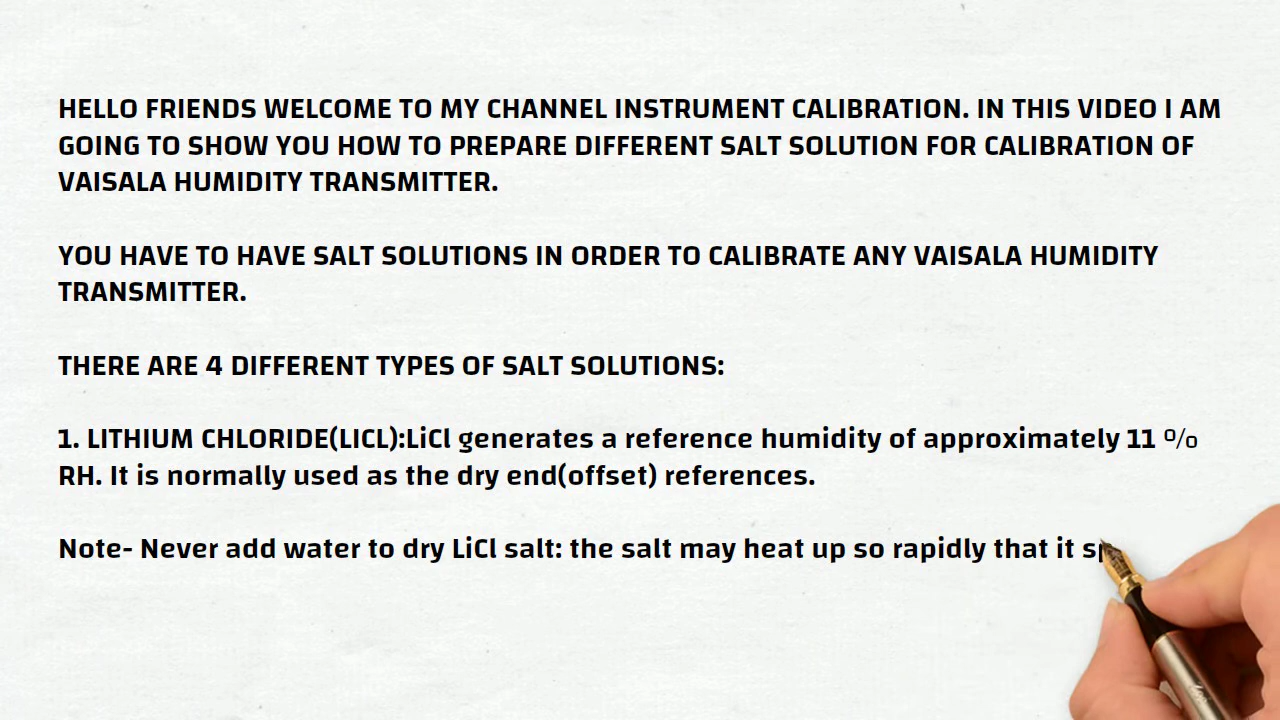 HELLO FRIENDS WELCOME TO MY CHANNEL INSTRUMENT CALIBRATION. IN THIS VIDEO I AM
GOING TO SHOW YOU HOW TO PREPARE DIFFERENT SALT SOLUTION FOR CALIBRATION OF
VAISALA HUMIDITY TRANSMITTER.
YOU HAVE TO HAVE SALT SOLUTIONS IN ORDER TO CALIBRATE ANY VAISALA HUMIDITY
TRANSMITTER.
THERE ARE 4 DIFFERENT TYPES OF SALT SOLUTIONS:
1. LITHIUM CHLORIDE(LICL):LiCl generates a reference humidity of approximately 11 %
RH. It is normally used as the dry end(offset) references.
Note- Never add water to dry LiCl salt: the salt may heat up so rapidly that it